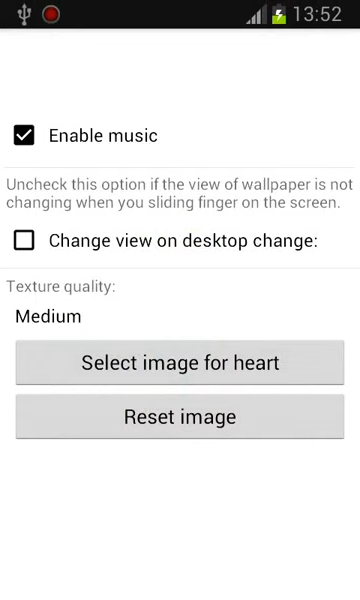 13:52
Enable music
Uncheck this option if the view of wallpaper is not
changing when you sliding finger on the screen.
Change view on desktop change:
Texture quality:
Medium
Select image for heart
Reset image